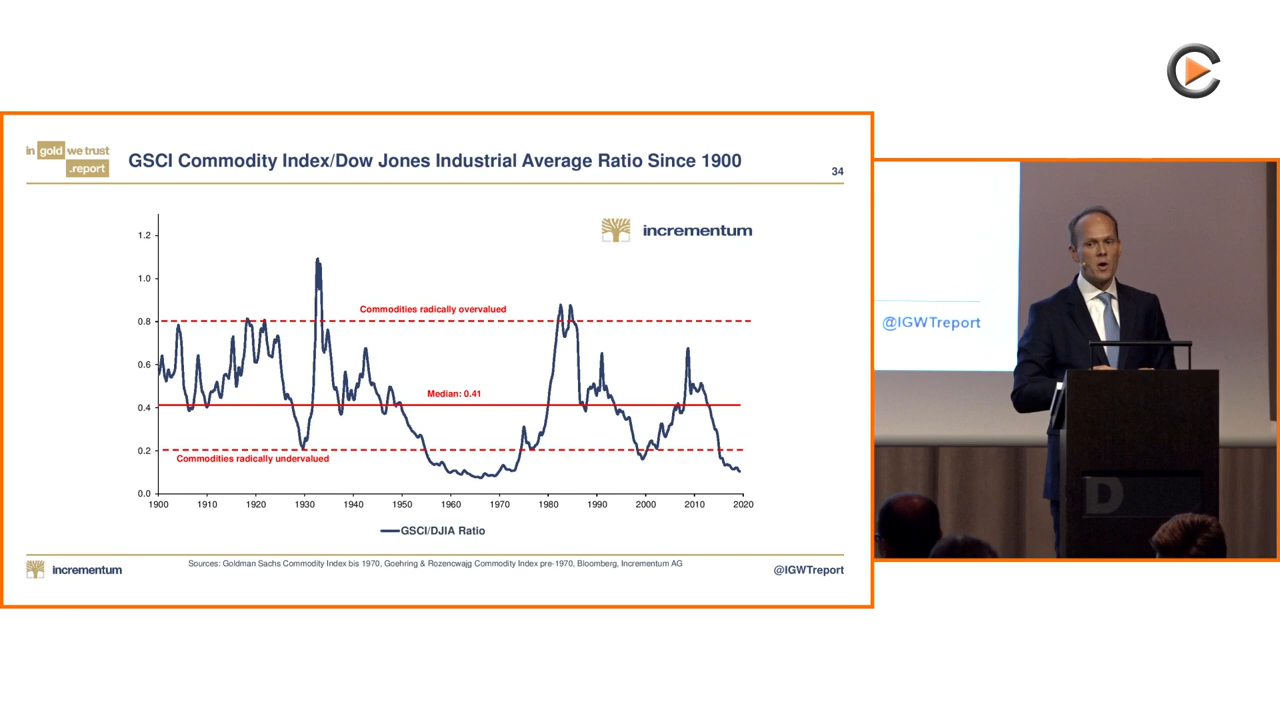 in gold we trust
.report
GSCI Commodity Index/Dow Jones Industrial Average Ratio Since 1900
34
incrementum
1.2
1.0
0.8
0.6
0.4
0.2
0.0
Commodities radically overvalued
Median: 0.41
Commodities radically undervalued
1900 1910 1920 1930 1940 1950 1960 1970 1980 1990 2000 2010 2020
GSCI/DJIA Ratio
incrementum
Sources: Goldman Sachs Commodity Index bis 1970, Goehring & Rozencwajg Commodity Index pre-1970, Bloomberg, Incrementum AG
@IGWTreport
@IGWTreport
D